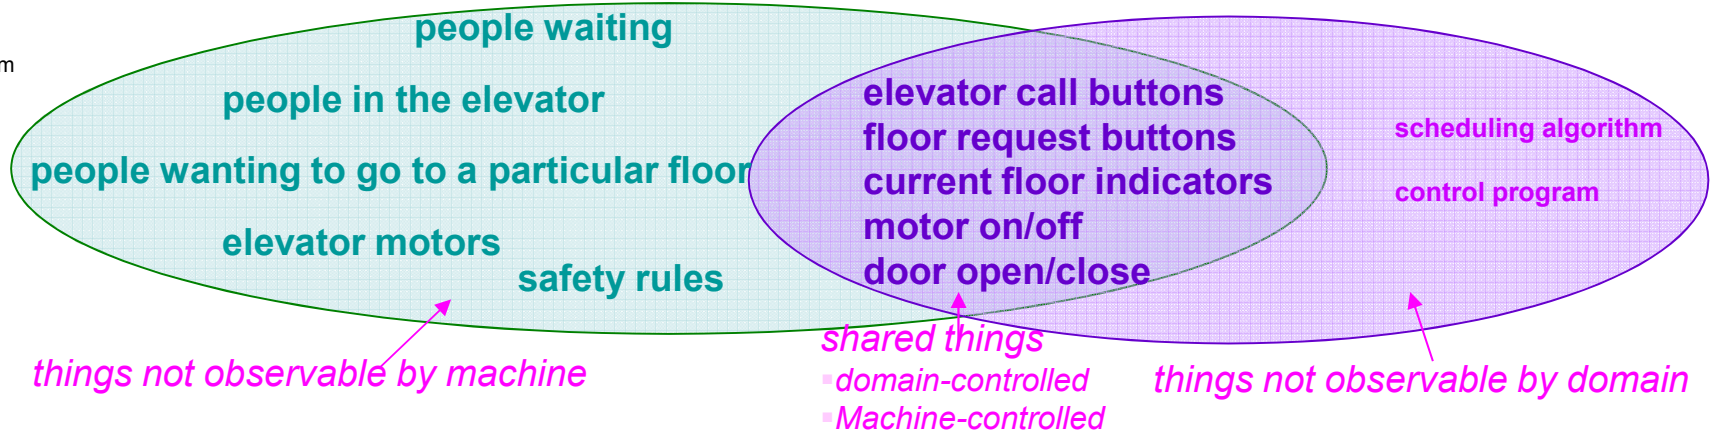 people waiting
m
people in the elevator
people wanting to go to a particular floor
elevator motors
safety rules
elevator call buttons
floor request buttons
current floor indicators
motor on/off
door open/close
scheduling algorithm
control program
things not observable by machine
shared things
domain-controlled
Machine-controlled
things not observable by domain